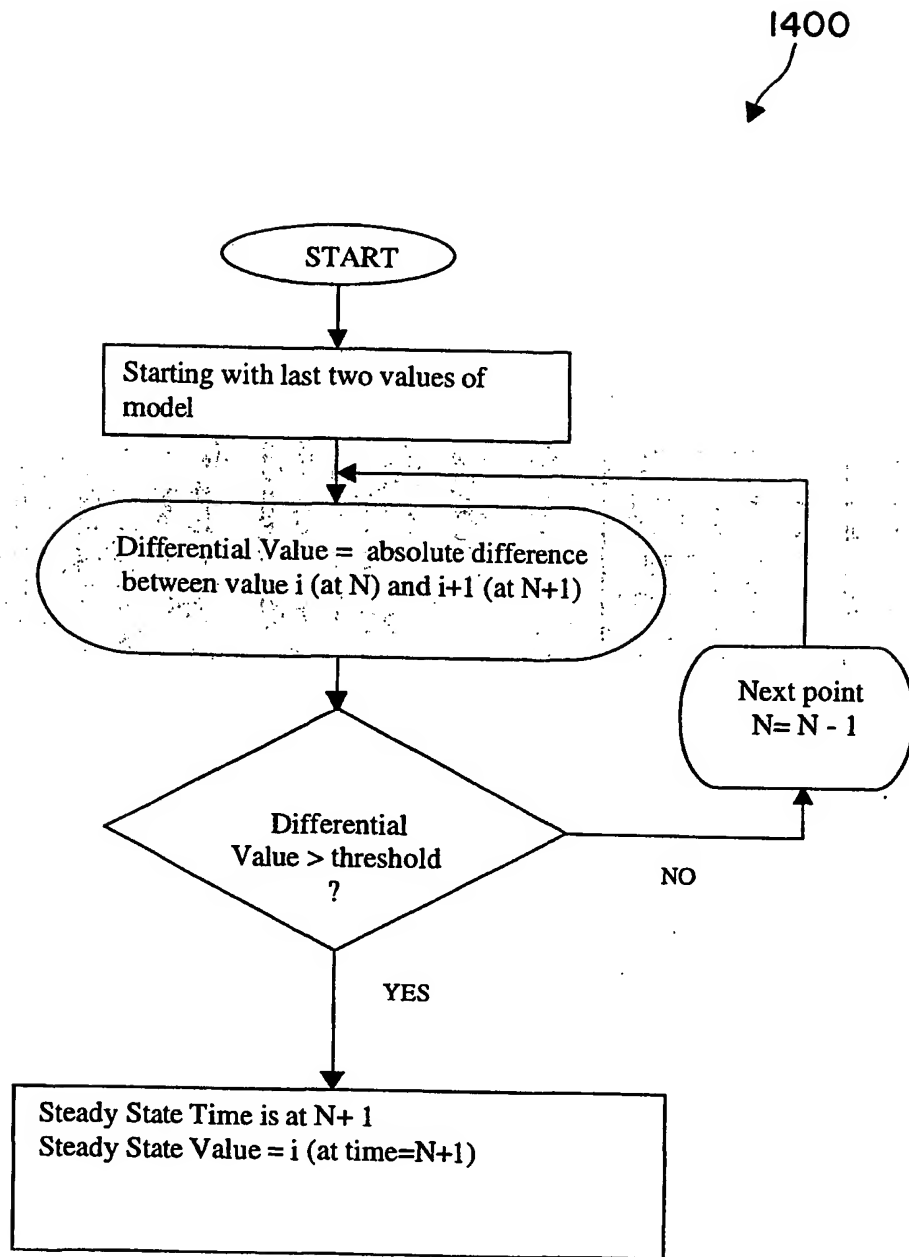 1400
START
Starting with last two values of
model
Differential Value = absolute difference
between value i (at N) and i+1 (at N+1)
Next point
N= N - 1
Differential
Value > threshold
?
NO
YES
Steady State Time is at N+ 1
Steady State Value = i (at time=N+1)